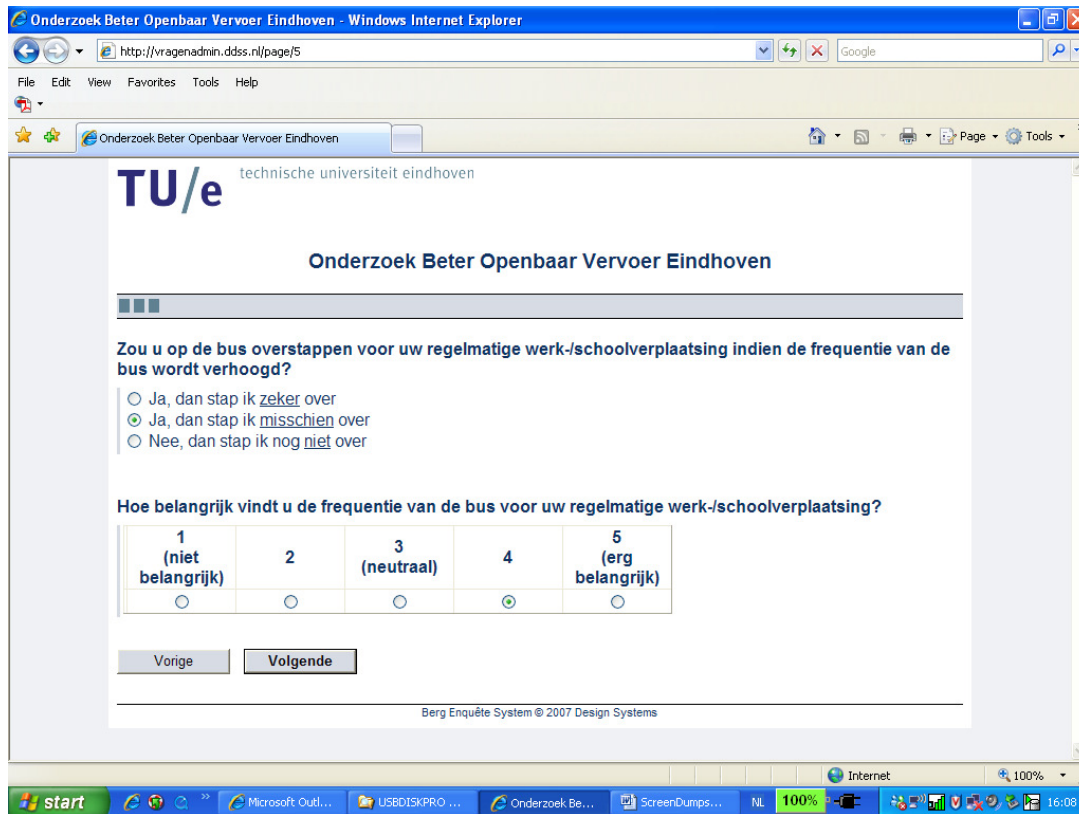 Onderzoek Beter Openbaar Vervoer Eindhoven - Windows Internet Explorer
http://vragenadmin.ddss.nl/page/5
Google
File Edit View Favorites Tools Help
Onderzoek Beter Openbaar Vervoer Eindhoven
Page
Tools
TU/e technische universiteit eindhoven
Onderzoek Beter Openbaar Vervoer Eindhoven
Zou u op de bus overstappen voor uw regelmatige werk-/schoolverplaatsing indien de frequentie van de
bus wordt verhoogd?
Ja, dan stap ik zeker over
Ja, dan stap ik misschien over
Nee, dan stap ik nog niet over
Hoe belangrijk vindt u de frequentie van de bus voor uw regelmatige werk-/schoolverplaatsing?
1
(niet
belangrijk)
2
3
(neutraal)
4
5
(erg
belangrijk)
Vorige
Volgende
Berg Enquête System © 2007 Design Systems
Internet
100%
start
Microsoft Outl...
USBDISKPRO ...
Onderzoek Be...
ScreenDumps...
NL
100%
16:08